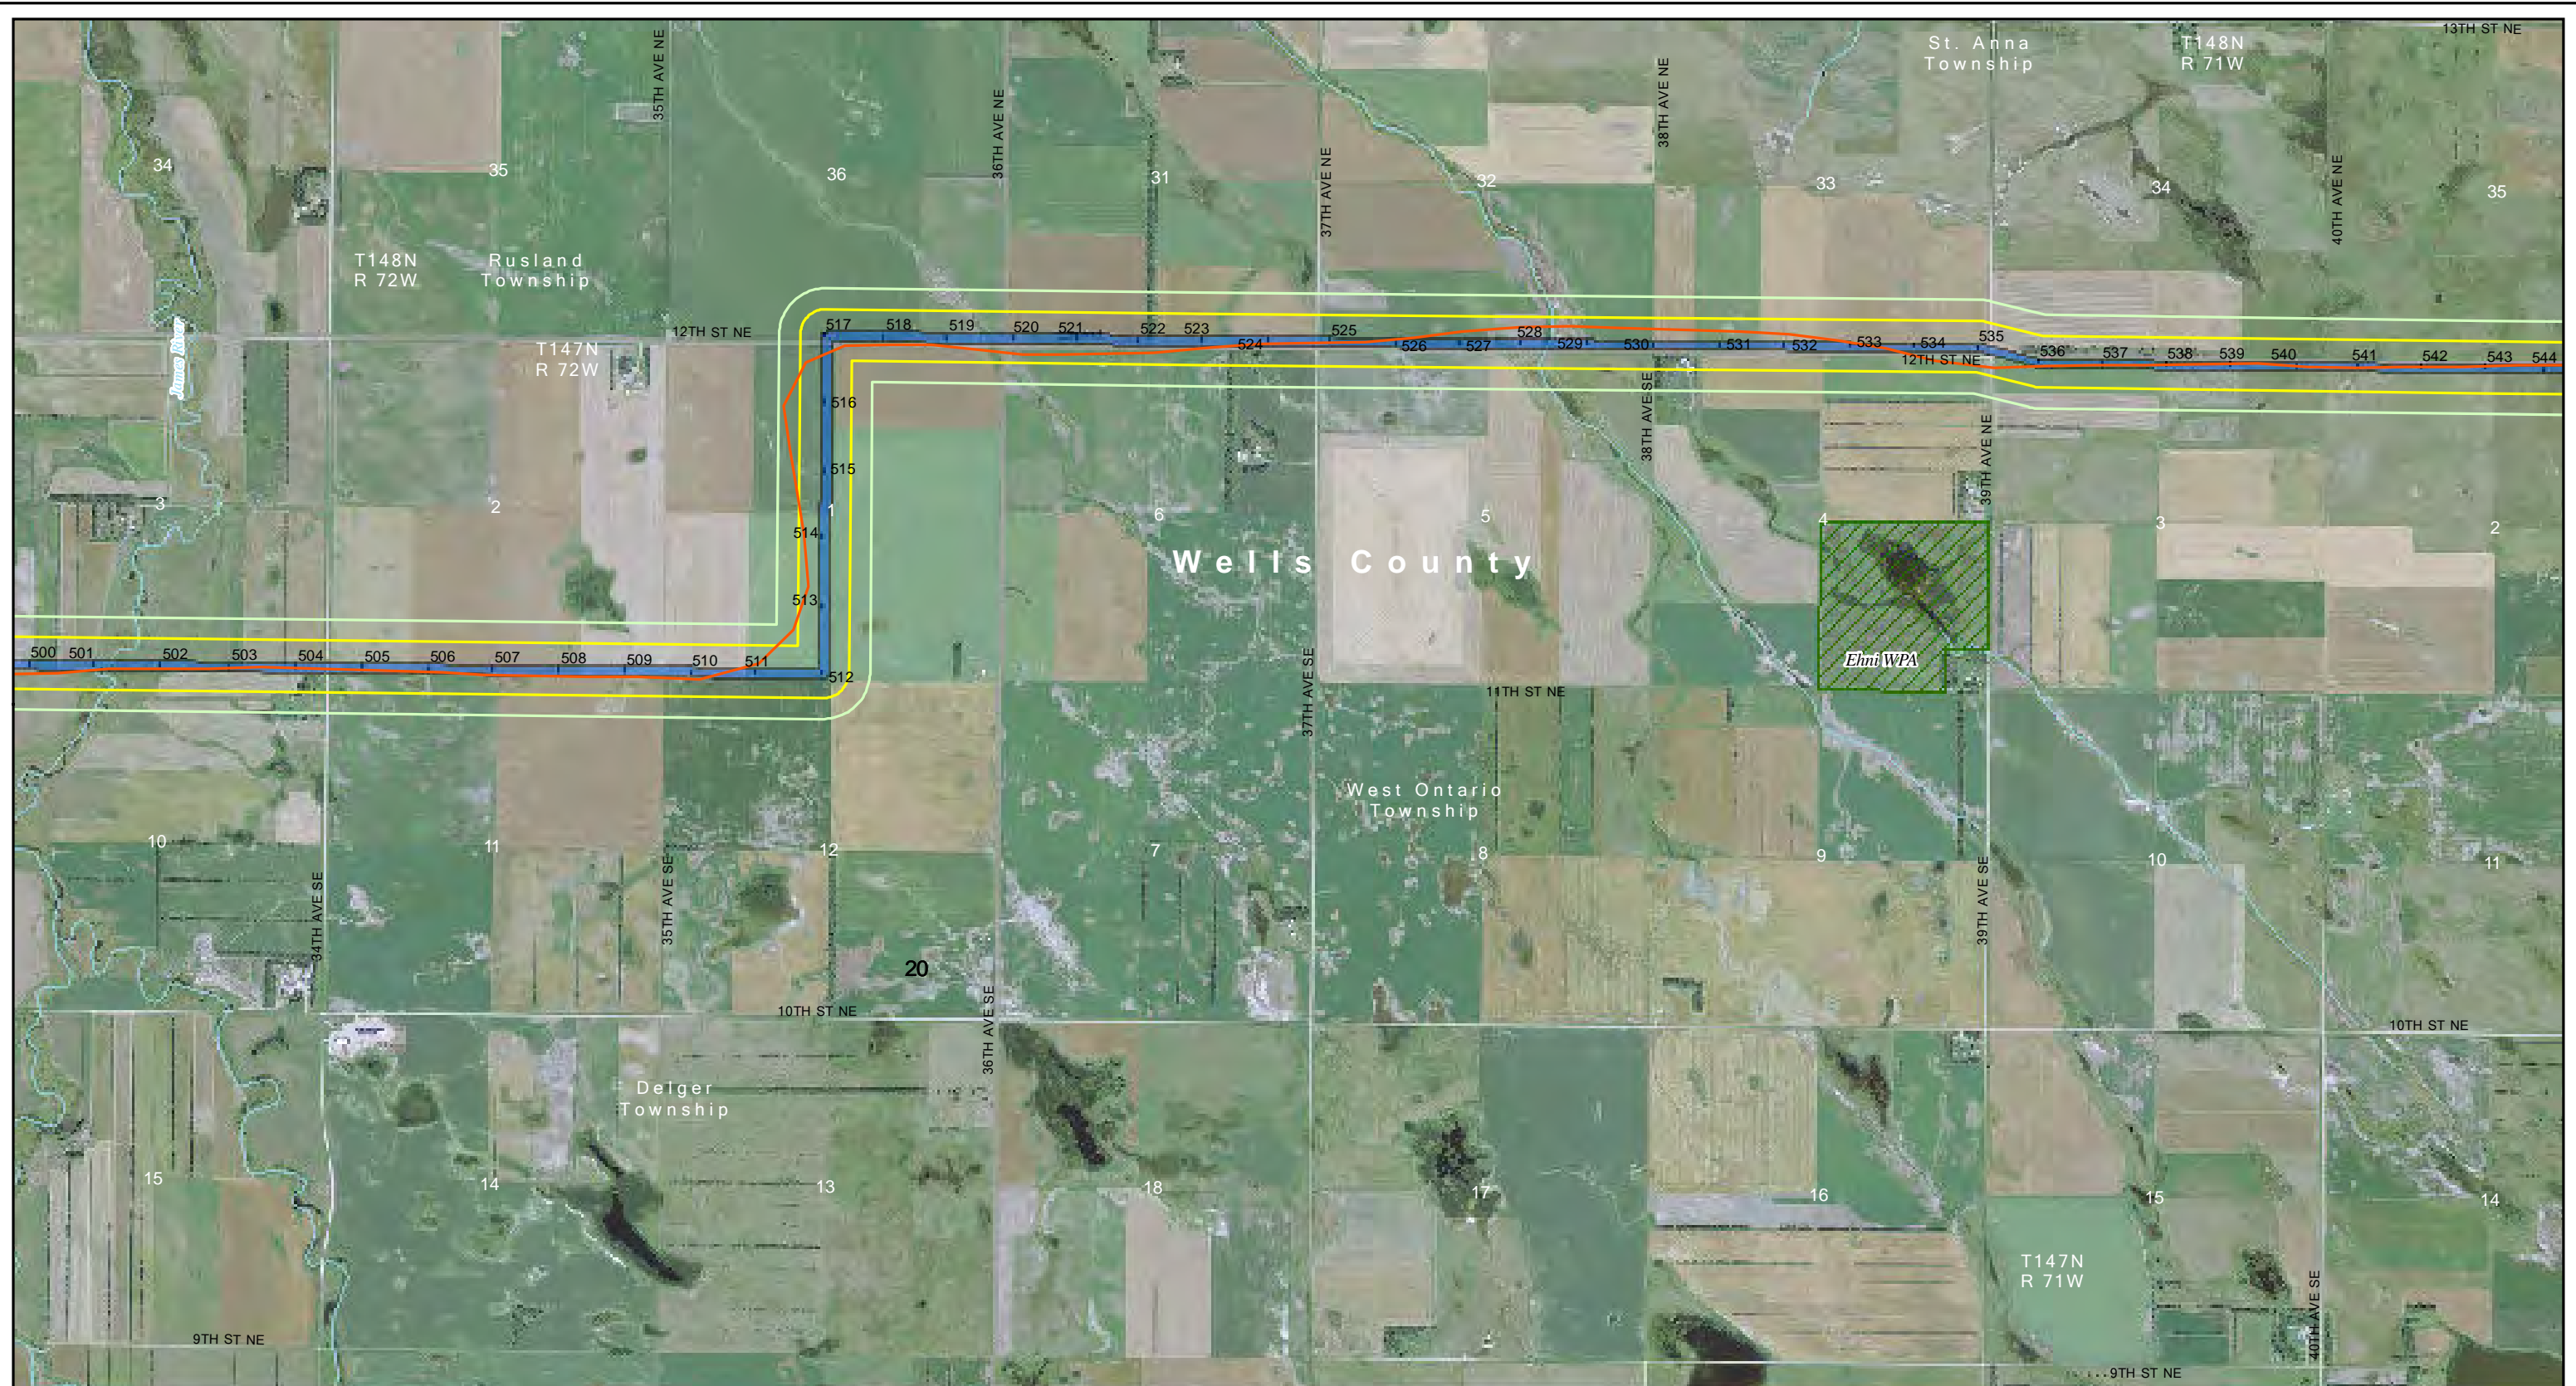 13TH ST NE
St. Anna
Township
T148N
R 71W
35TH AVE NE
36TH AVE NE
38TH AVE NE
37TH AVE NE
40TH AVE NE
34
35
36
31
32
33
34
35
T148N
R 72W
Rusland
Township
James River
12TH ST NE
T147N
R 72W
517
518
519
520
521
522
523
524
525
526
527
528
529
530
531
532
533
534
535
12TH ST NE
536
537
538
539
540
541
542
543
544
516
515
514
513
38TH AVE SE
39TH AVE NE
3
2
1
6
5
4
3
2
Wells County
500
501
502
503
504
505
506
507
508
509
510
511
512
Ehni WPA
11TH ST NE
37TH AVE SE
West Ontario
Township
10
11
12
7
8
9
10
11
34TH AVE SE
35TH AVE SE
39TH AVE SE
20
10TH ST NE
36TH AVE SE
10TH ST NE
Delger
Township
15
14
13
18
17
16
15
14
T147N
R 71W
40TH AVE SE
9TH ST NE
9TH ST NE